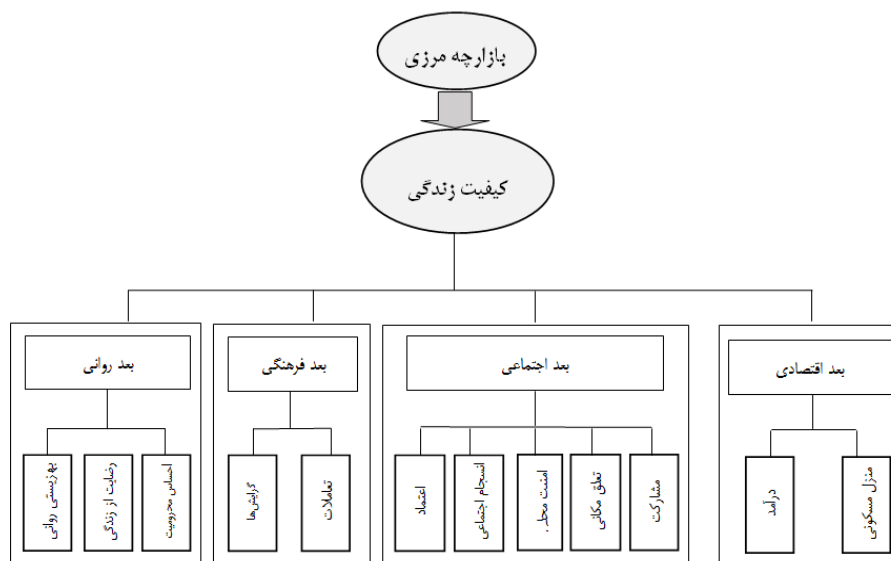 بازارچه مرزی
کیفیت زندگی
بعد اقتصادی
بعد اجتماعی
بعد فرهنگی
بعد روانی
منزل مسکونی
درآمد
مشارکت
تعلق مکانی
امنیت محله
انسجام اجتماعی
اعتماد
تعاملات
گرایش‌ها
احساس محرومیت
رضایت از زندگی
بهزیستی روانی